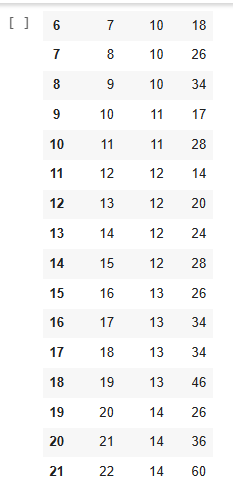 [ ] 6 7 10 18
7 8 10 26
8 9 10 34
9 10 11 17
10 11 11 28
11 12 12 14
12 13 12 20
13 14 12 24
14 15 12 28
15 16 13 26
16 17 13 34
17 18 13 34
18 19 13 46
19 20 14 26
20 21 14 36
21 22 14 60